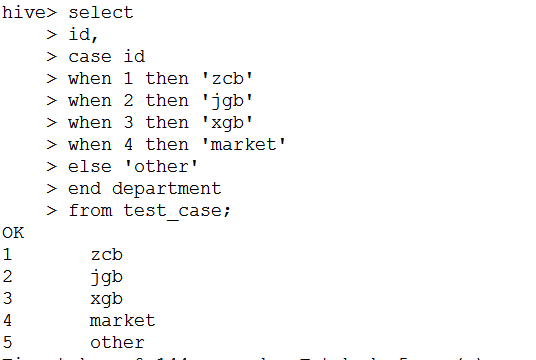 hive> select
    > id,
    > case id
    > when 1 then 'zcb'
    > when 2 then 'jgb'
    > when 3 then 'xgb'
    > when 4 then 'market'
    > else 'other'
    > end department
    > from test_case;
OK
1       zcb
2       jgb
3       xgb
4       market
5       other